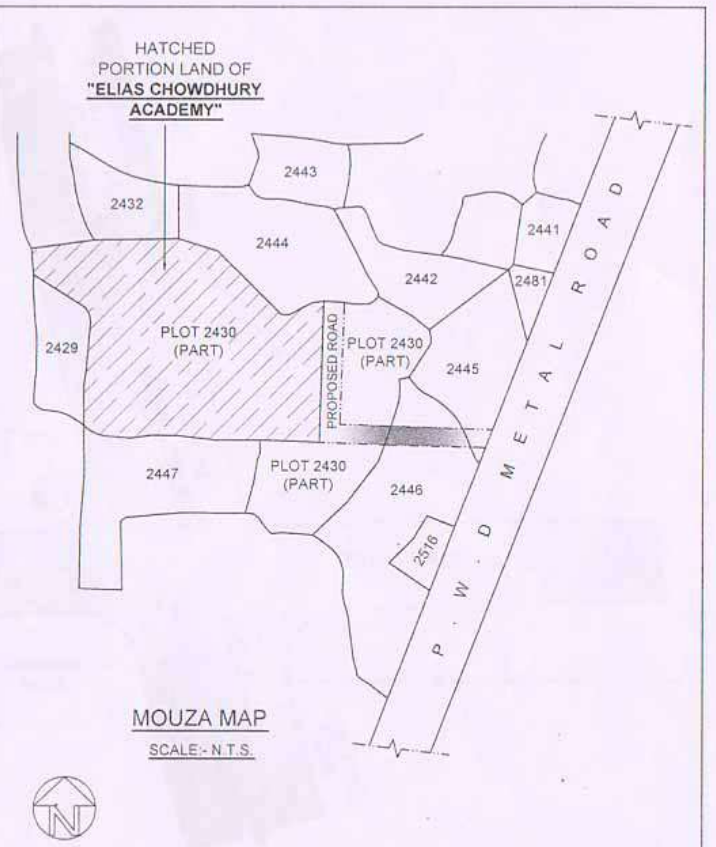 HATCHED
PORTION LAND OF
"ELIAS CHOWDHURY
ACADEMY"
2443
2432
2441
2444
2442
2481
PLOT 2430
(PART)
PROPOSED ROAD
PLOT 2430
(PART)
2429
2445
P.W.D METAL ROAD
PLOT 2430
(PART)
2447
2446
2516
MOUZA MAP
SCALE:- N.T.S.
N